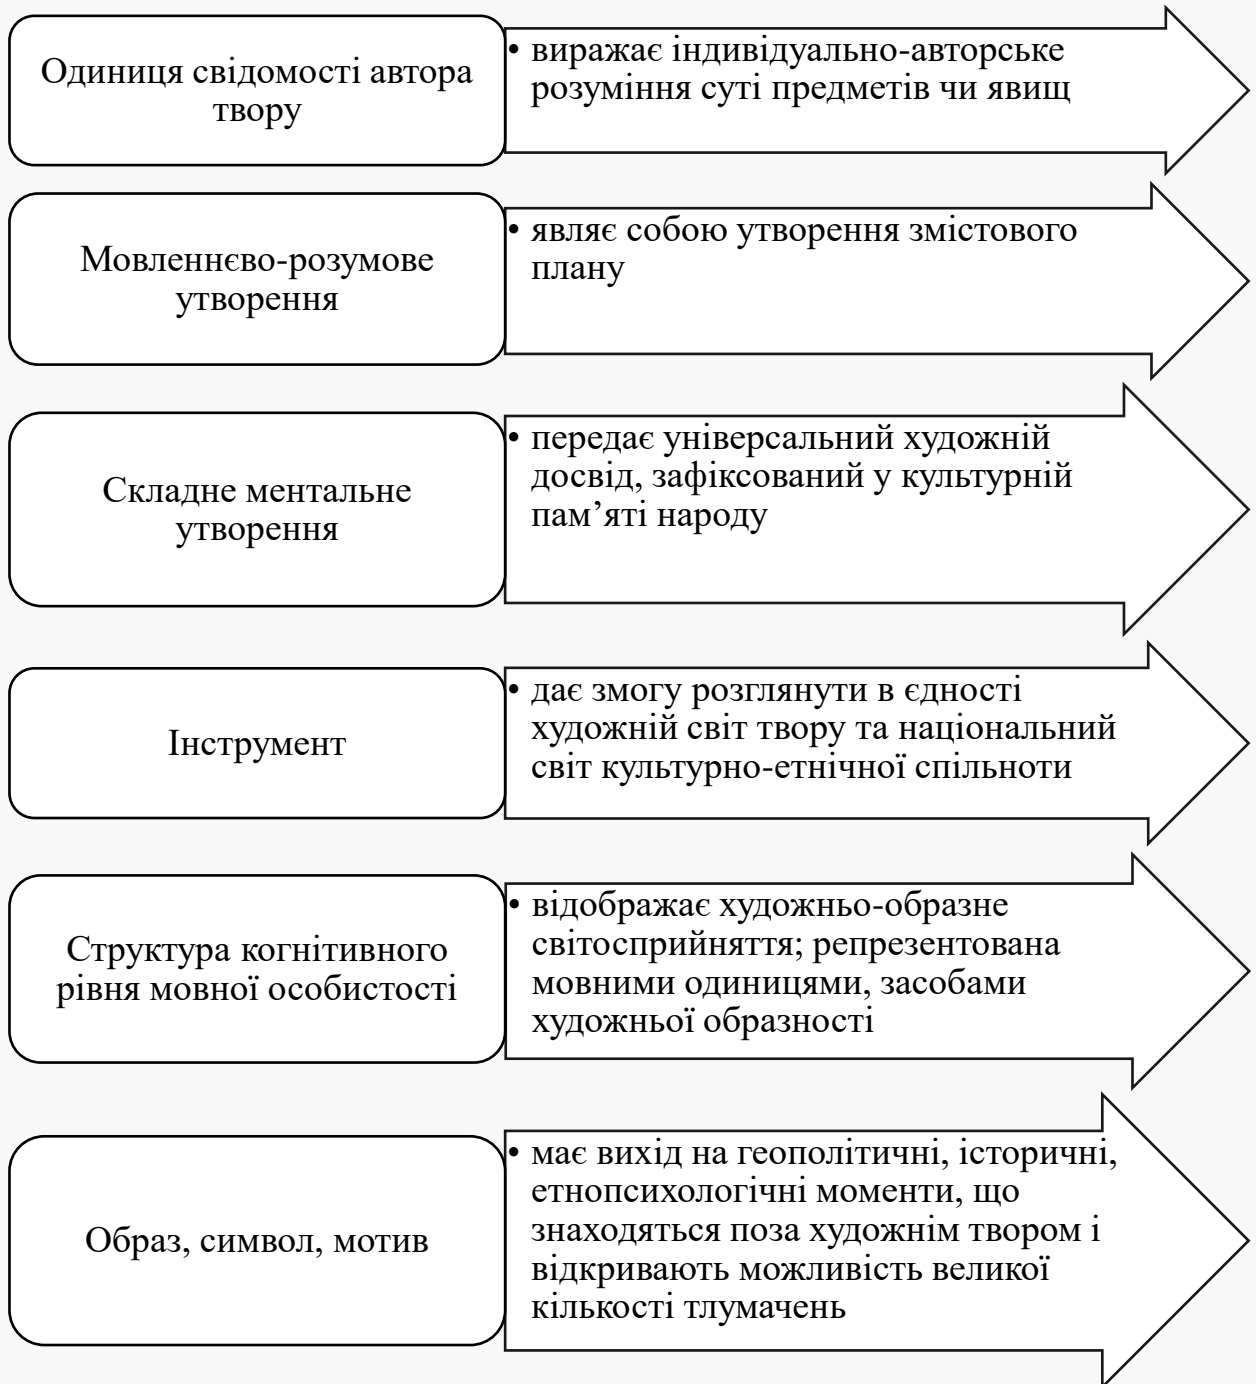 Одиниця свідомості автора
твору
• виражає індивідуально-авторське
розуміння суті предметів чи явищ
Мовленнєво-розумове
утворення
• являє собою утворення змістового
плану
Складне ментальне
утворення
• передає універсальний художній
досвід, зафіксований у культурній
пам’яті народу
Інструмент
• дає змогу розглянути в єдності
художній світ твору та національний
світ культурно-етнічної спільноти
Структура когнітивного
рівня мовної особистості
• відображає художньо-образне
світосприйняття; репрезентована
мовними одиницями, засобами
художньої образності
Образ, символ, мотив
• має вихід на геополітичні, історичні,
етнопсихологічні моменти, що
знаходяться поза художнім твором і
відкривають можливість великої
кількості тлумачень